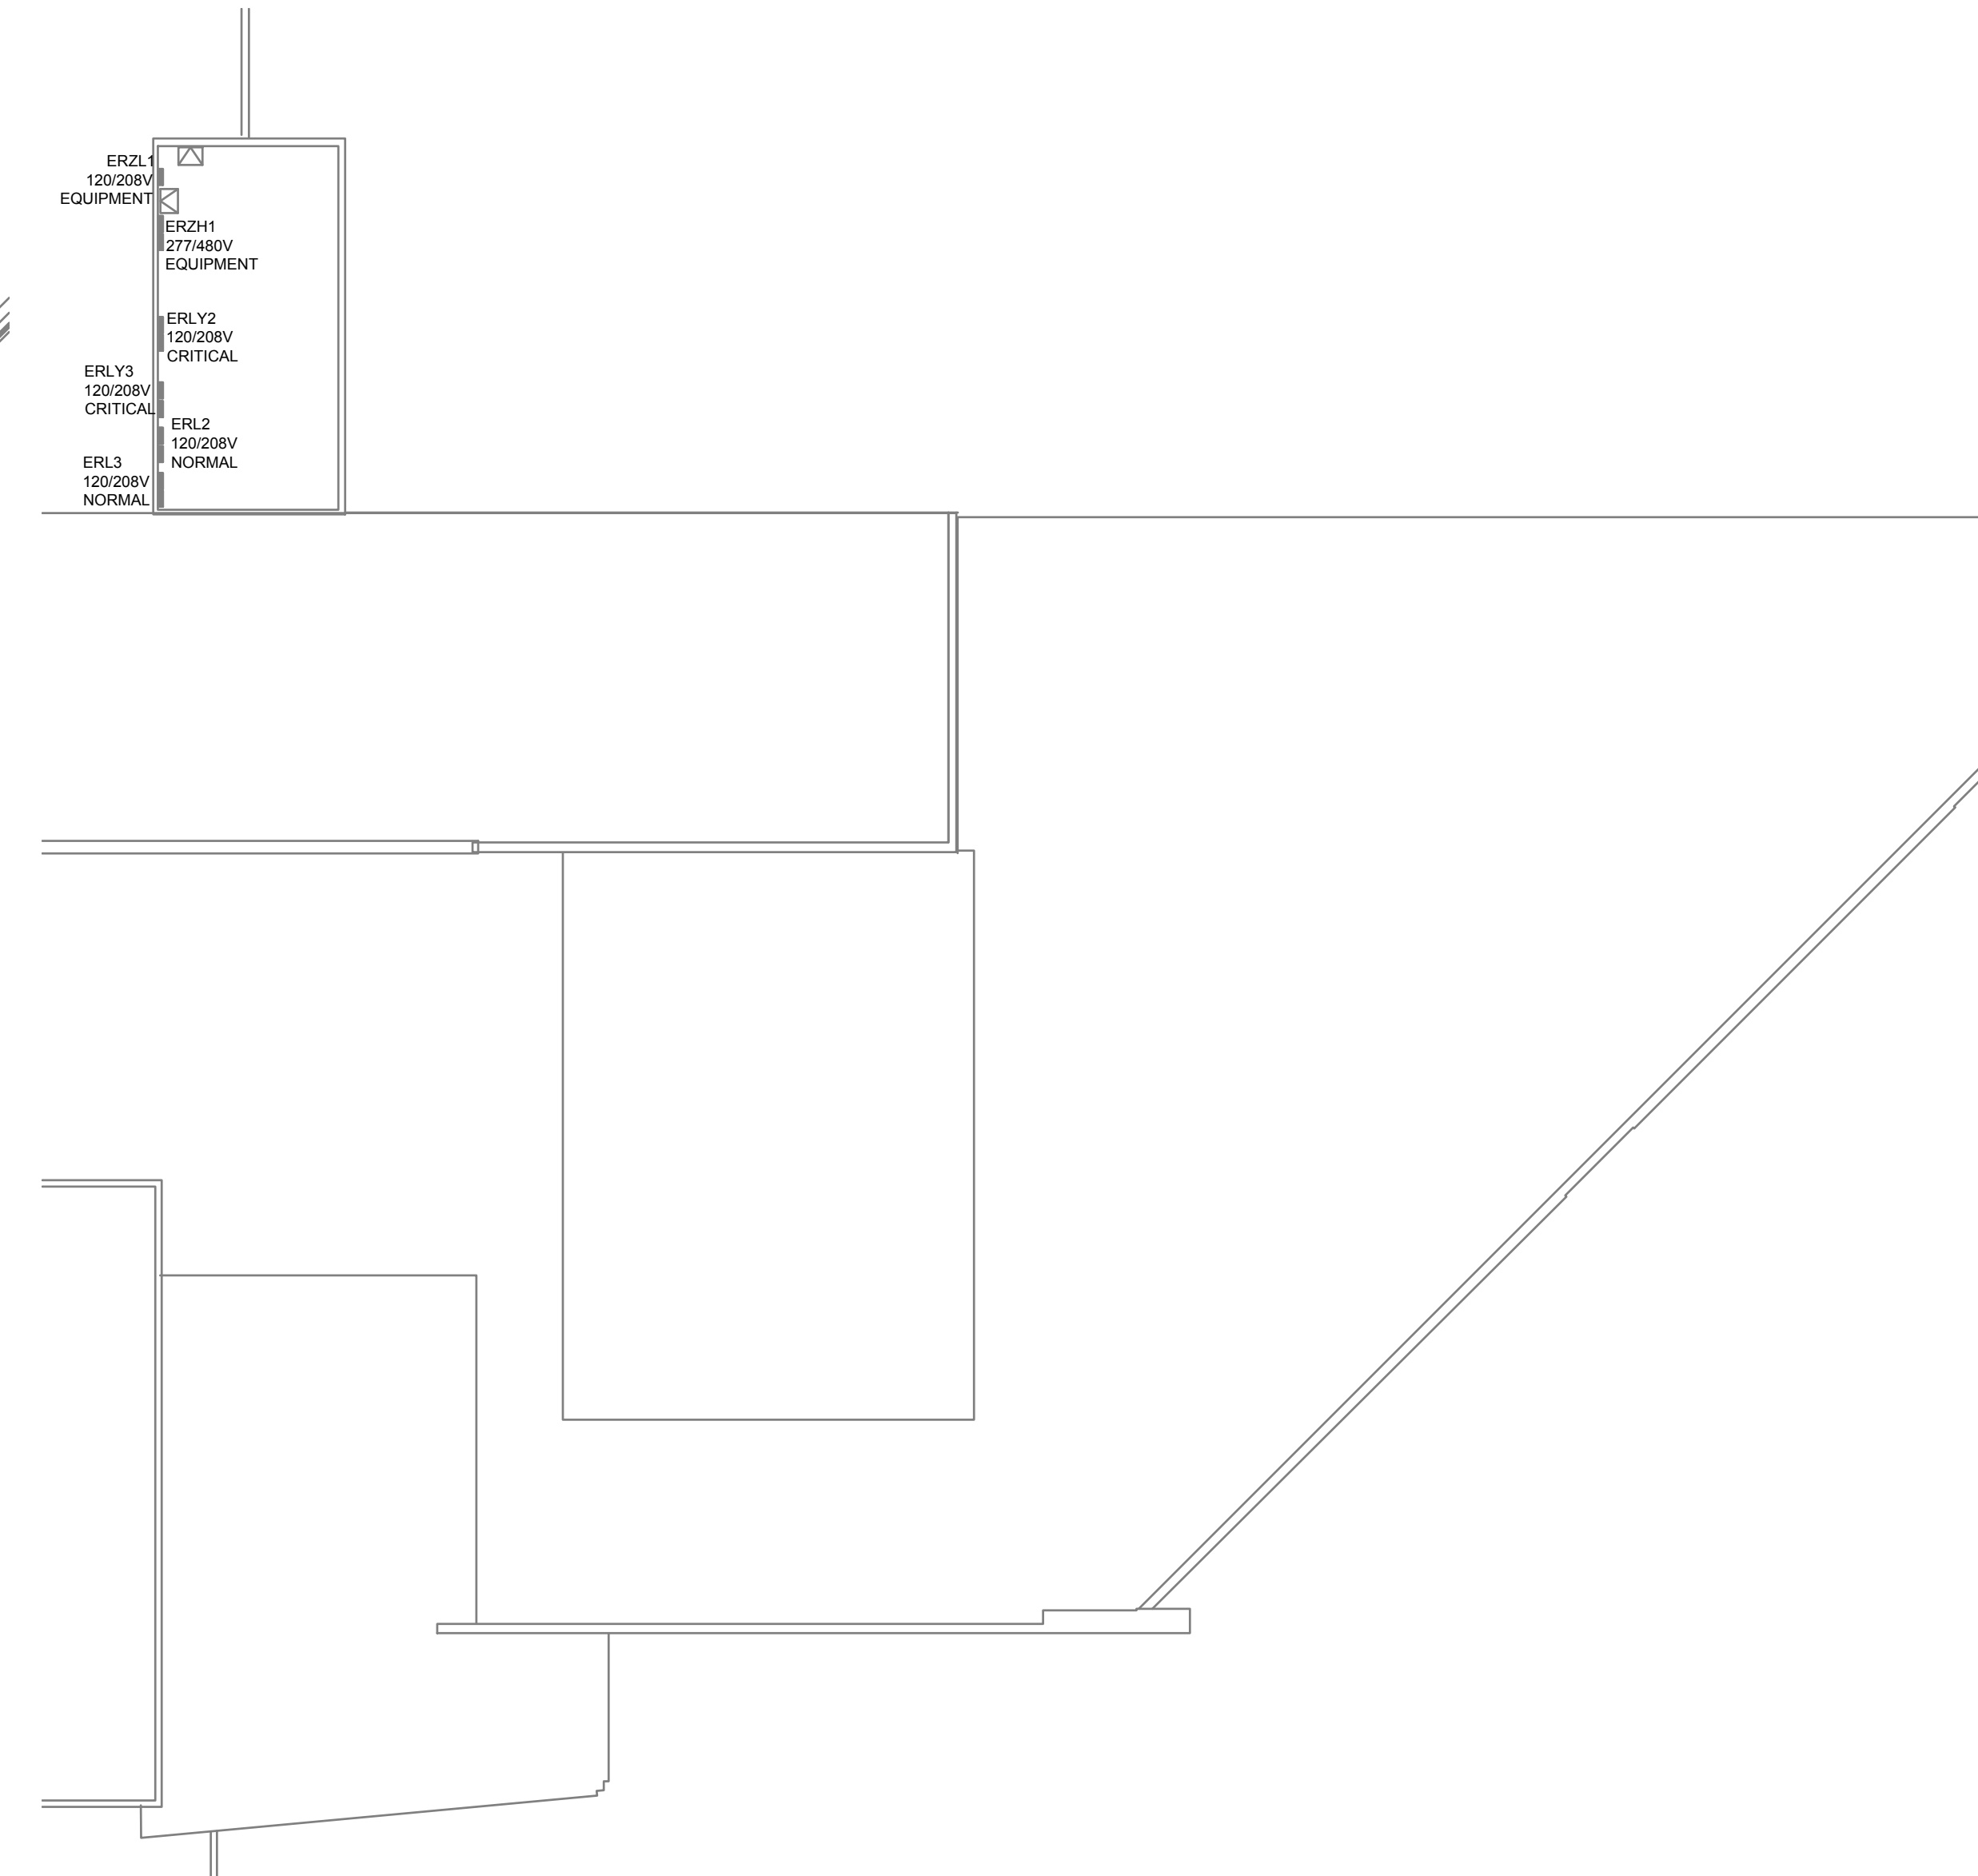 ERZL1
120/208V
EQUIPMENT
ERZH1
277/480V
EQUIPMENT
ERLY2
120/208V
CRITICAL
ERLY3
120/208V
CRITICAL
ERL2
120/208V
NORMAL
ERL3
120/208V
NORMAL